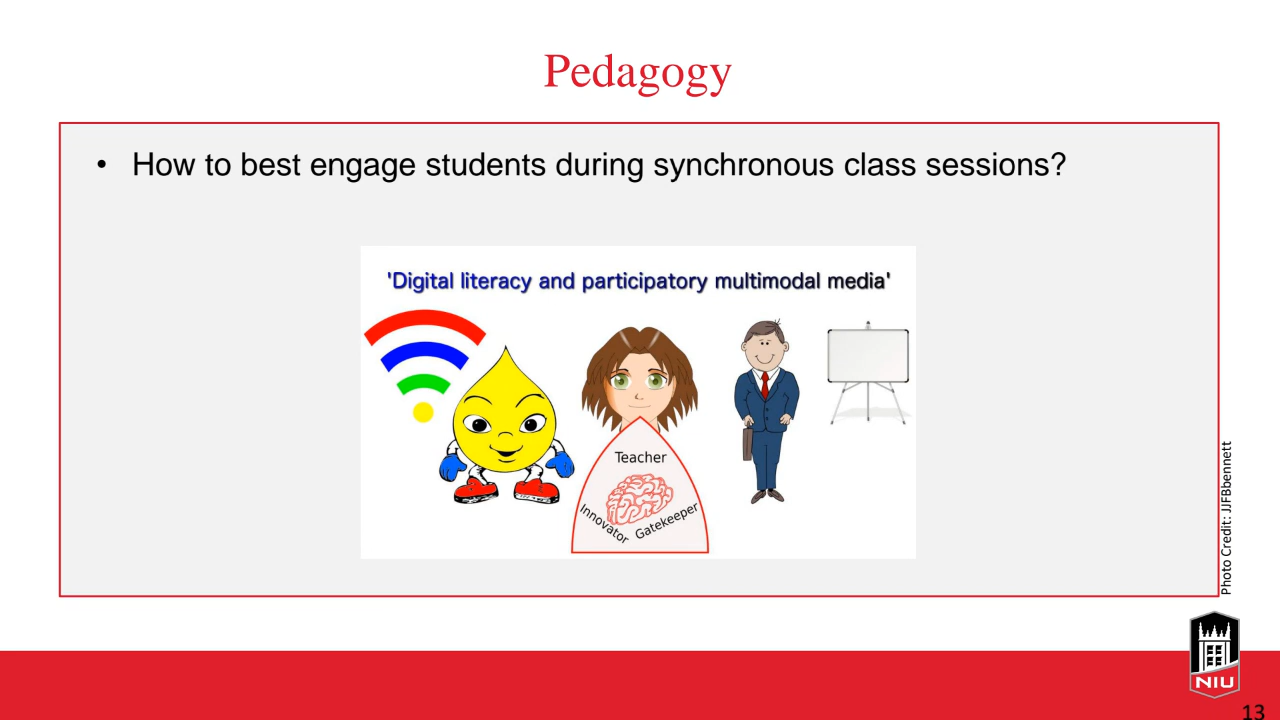 Pedagogy
• How to best engage students during synchronous class sessions?
'Digital literacy and participatory multimodal media'
Teacher
Innovator
Gatekeeper
Photo Credit: JJFBbennett
NIU
13